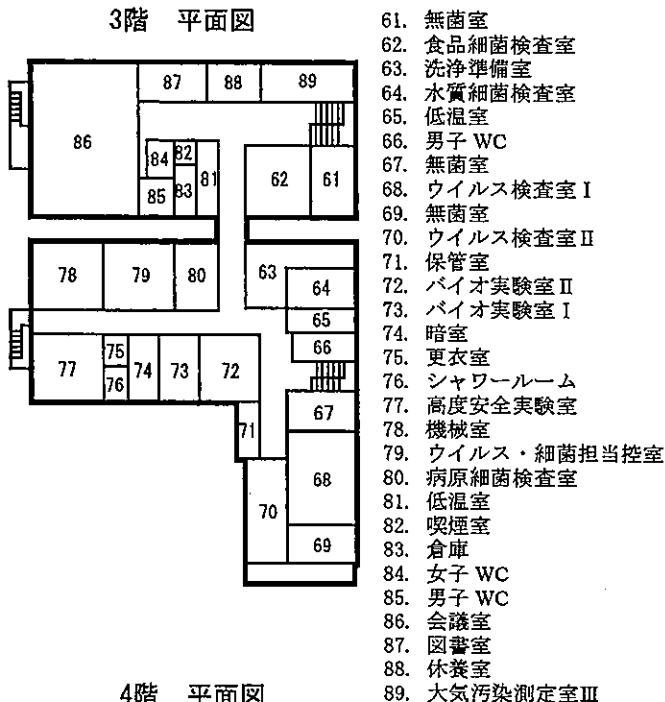 3階 平面図
87
88
89
86
84
82
85
83
81
62
61
78
79
80
63
64
65
66
77
75
76
74
73
72
71
67
68
70
69
61. 無菌室
62. 食品細菌検査室
63. 洗浄準備室
64. 水質細菌検査室
65. 低温室
66. 男子 WC
67. 無菌室
68. ウイルス検査室Ⅰ
69. 無菌室
70. ウイルス検査室Ⅱ
71. 保管室
72. バイオ実験室Ⅱ
73. バイオ実験室Ⅰ
74. 暗室
75. 更衣室
76. シャワールーム
77. 高度安全実験室
78. 機械室
79. ウイルス・細菌担当控室
80. 病原細菌検査室
81. 低温室
82. 喫煙室
83. 倉庫
84. 女子 WC
85. 男子 WC
86. 会議室
87. 図書室
88. 休養室
89. 大気汚染測定室Ⅲ
4階 平面図